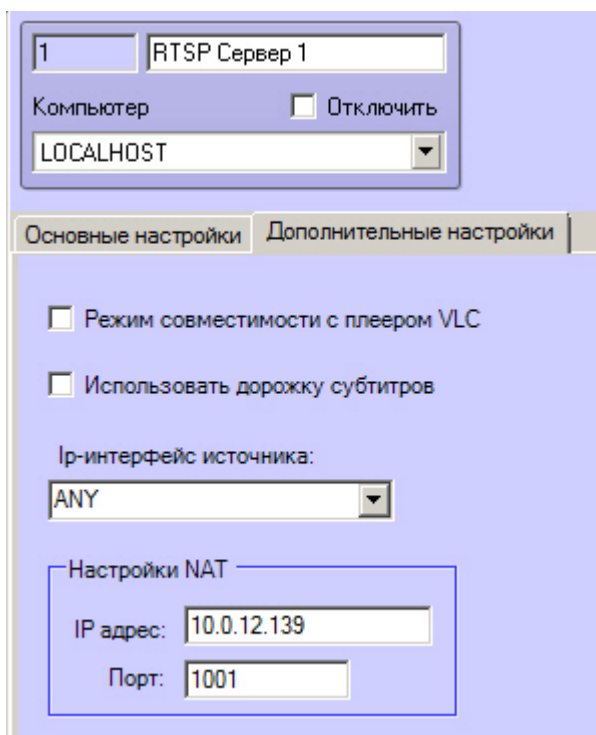 1 RTSP Сервер 1
Компьютер Отключить
LOCALHOST
Основные настройки Дополнительные настройки
Режим совместимости с плеером VLC
Использовать дорожку субтитров
Ip-интерфейс источника:
ANY
Настройки NAT
IP адрес: 10.0.12.139
Порт: 1001